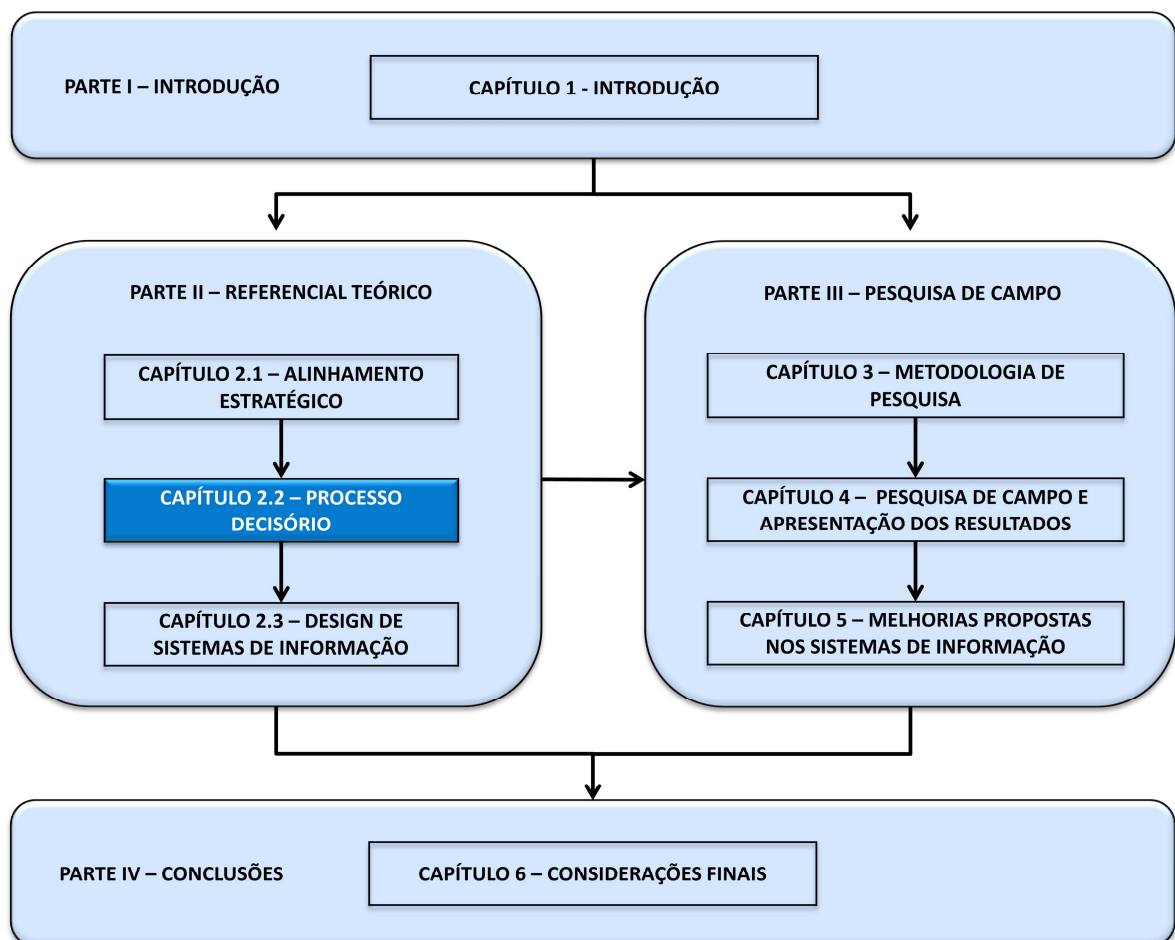 PARTE I – INTRODUÇÃO
CAPÍTULO 1 - INTRODUÇÃO
PARTE II – REFERENCIAL TEÓRICO
CAPÍTULO 2.1 – ALINHAMENTO
ESTRATÉGICO
CAPÍTULO 2.2 – PROCESSO
DECISÓRIO
CAPÍTULO 2.3 – DESIGN DE
SISTEMAS DE INFORMAÇÃO
PARTE III – PESQUISA DE CAMPO
CAPÍTULO 3 – METODOLOGIA DE
PESQUISA
CAPÍTULO 4 – PESQUISA DE CAMPO E
APRESENTAÇÃO DOS RESULTADOS
CAPÍTULO 5 – MELHORIAS PROPOSTAS
NOS SISTEMAS DE INFORMAÇÃO
PARTE IV – CONCLUSÕES
CAPÍTULO 6 – CONSIDERAÇÕES FINAIS